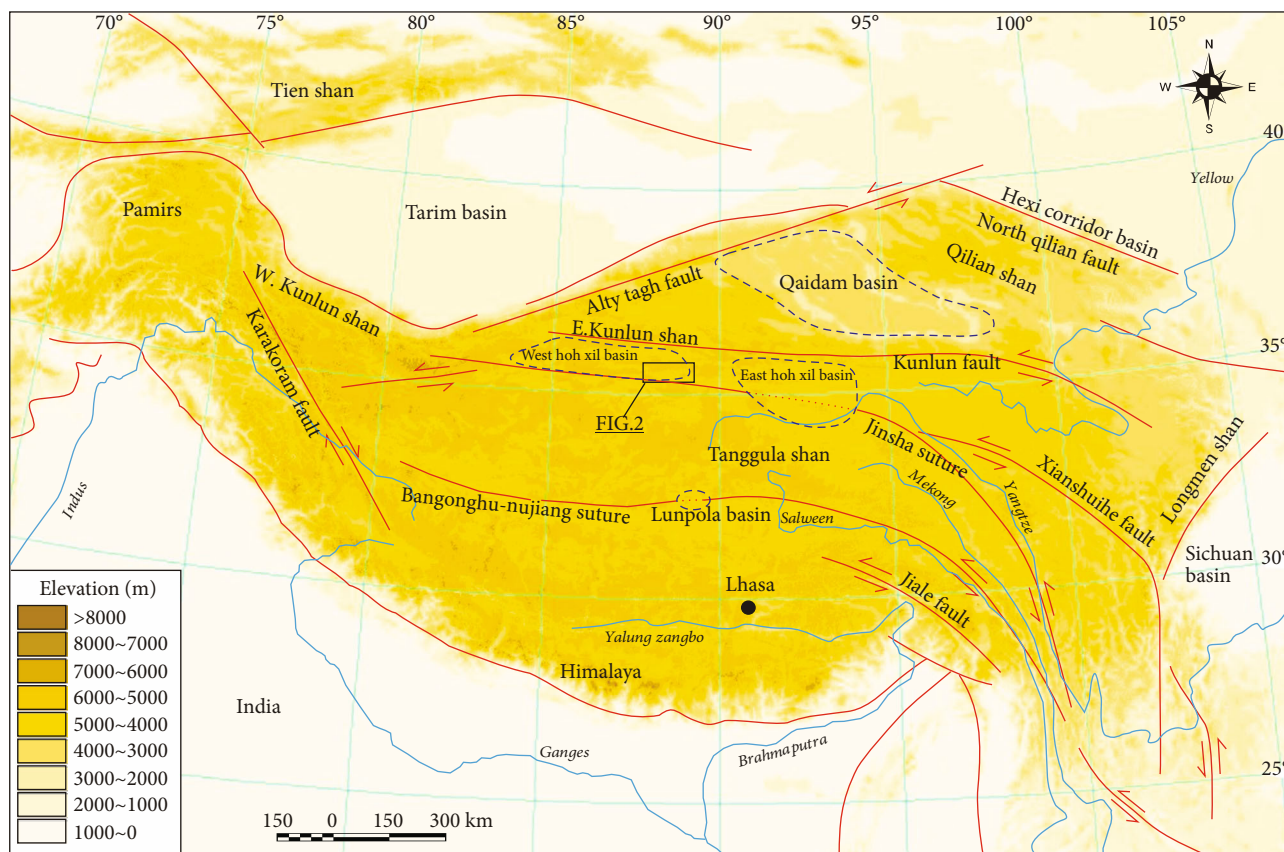 70°
75°
80°
85°
90°
95°
100°
105°
N
W
E
S
Tien shan
40°
Yellow
Pamirs
Tarim basin
Hexi corridor basin
North qilian fault
Qilian shan
Qaidam basin
Alty tagh fault
W. Kunlun shan
Karakoram fault
E.Kunlun shan
West hoh xil basin
East hoh xil basin
Kunlun fault
35°
FIG.2
Tanggula shan
Jinsha suture
Mekong
Yangtze
Xianshuihe fault
Longmen shan
Indus
Bangonghu-nujiang suture
Lunpola basin
Salween
Sichuan
basin
30°
Jiale fault
Lhasa
Yalung zangbo
Himalaya
India
Ganges
Brahmaputra
25°
Elevation (m)
>8000
8000~7000
7000~6000
6000~5000
5000~4000
4000~3000
3000~2000
2000~1000
1000~0
150 0 150 300 km